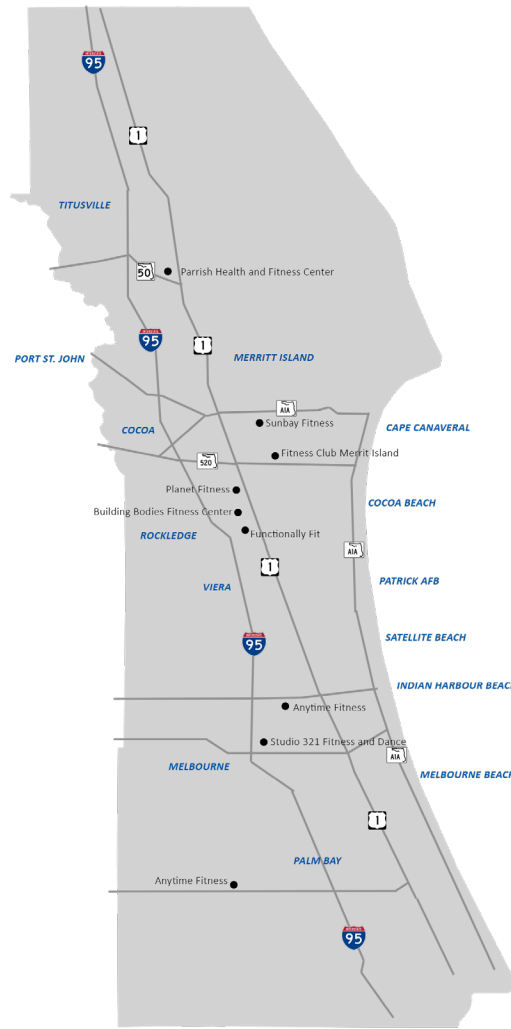 95
1
TITUSVILLE
50
Parrish Health and Fitness Center
95
1
MERRITT ISLAND
PORT ST. JOHN
A1A
Sunbay Fitness
CAPE CANAVERAL
COCOA
Fitness Club Merrit Island
520
Planet Fitness
COCOA BEACH
Building Bodies Fitness Center
Functionally Fit
ROCKLEDGE
A1A
1
PATRICK AFB
VIERA
SATELLITE BEACH
95
INDIAN HARBOUR BEACH
Anytime Fitness
Studio 321 Fitness and Dance
A1A
MELBOURNE
MELBOURNE BEACH
1
PALM BAY
Anytime Fitness
95